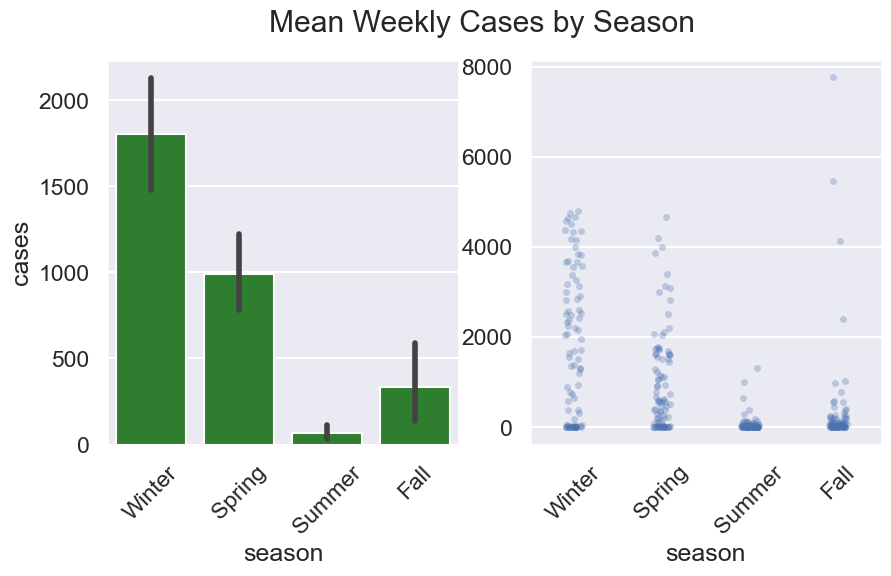 Mean Weekly Cases by Season
cases
2000
1500
1000
500
0
Winter
Spring
Summer
Fall
season
8000
6000
4000
2000
0
Winter
Spring
Summer
Fall
season